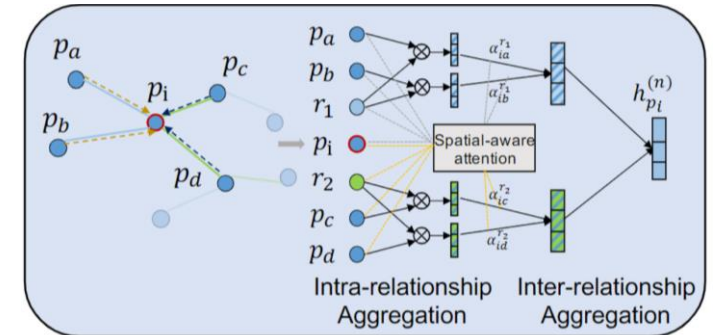 p_a
p_i
p_c
p_b
p_d
p_a
p_b
r_1
p_i
r_2
p_c
p_d
α_{ia}^{r_1}
α_{ib}^{r_1}
Spatial-aware
attention
α_{ic}^{r_2}
α_{id}^{r_2}
h_{p_i}^{(n)}
Intra-relationship
Aggregation
Inter-relationship
Aggregation